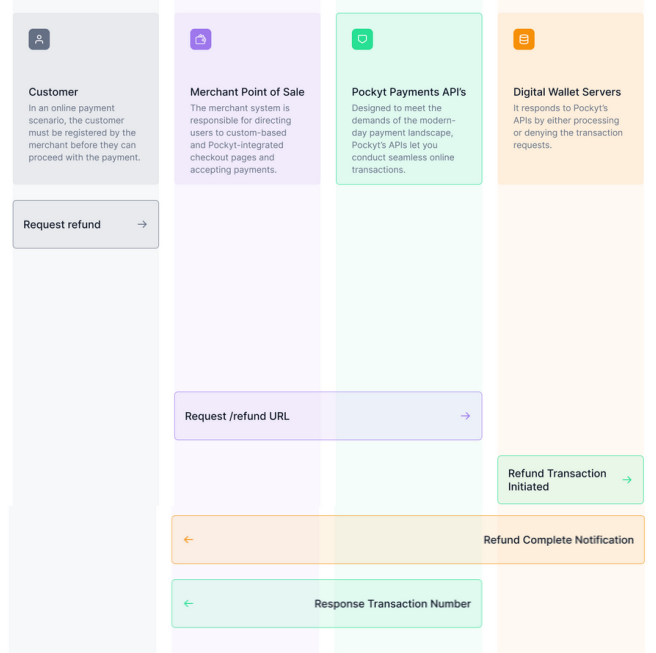 Customer
In an online payment
scenario, the customer
must be registered by the
merchant before they can
proceed with the payment.
Merchant Point of Sale
The merchant system is
responsible for directing
users to custom-based
and Pockyt-integrated
checkout pages and
accepting payments.
Pockyt Payments API's
Designed to meet the
demands of the modern-
day payment landscape,
Pockyt's APIs let you
conduct seamless online
transactions.
Digital Wallet Servers
It responds to Pockyt's
APIs by either processing
or denying the transaction
requests.
Request refund
Request /refund URL
Refund Transaction
Initiated
Refund Complete Notification
Response Transaction Number